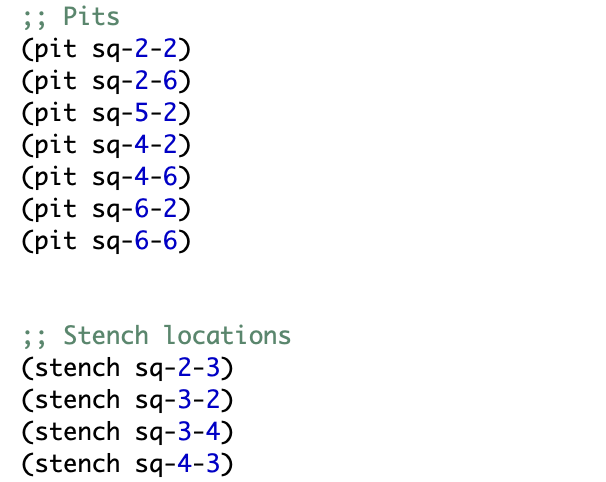 ;; Pits
(pit sq-2-2)
(pit sq-2-6)
(pit sq-5-2)
(pit sq-4-2)
(pit sq-4-6)
(pit sq-6-2)
(pit sq-6-6)
;; Stench locations
(stench sq-2-3)
(stench sq-3-2)
(stench sq-3-4)
(stench sq-4-3)